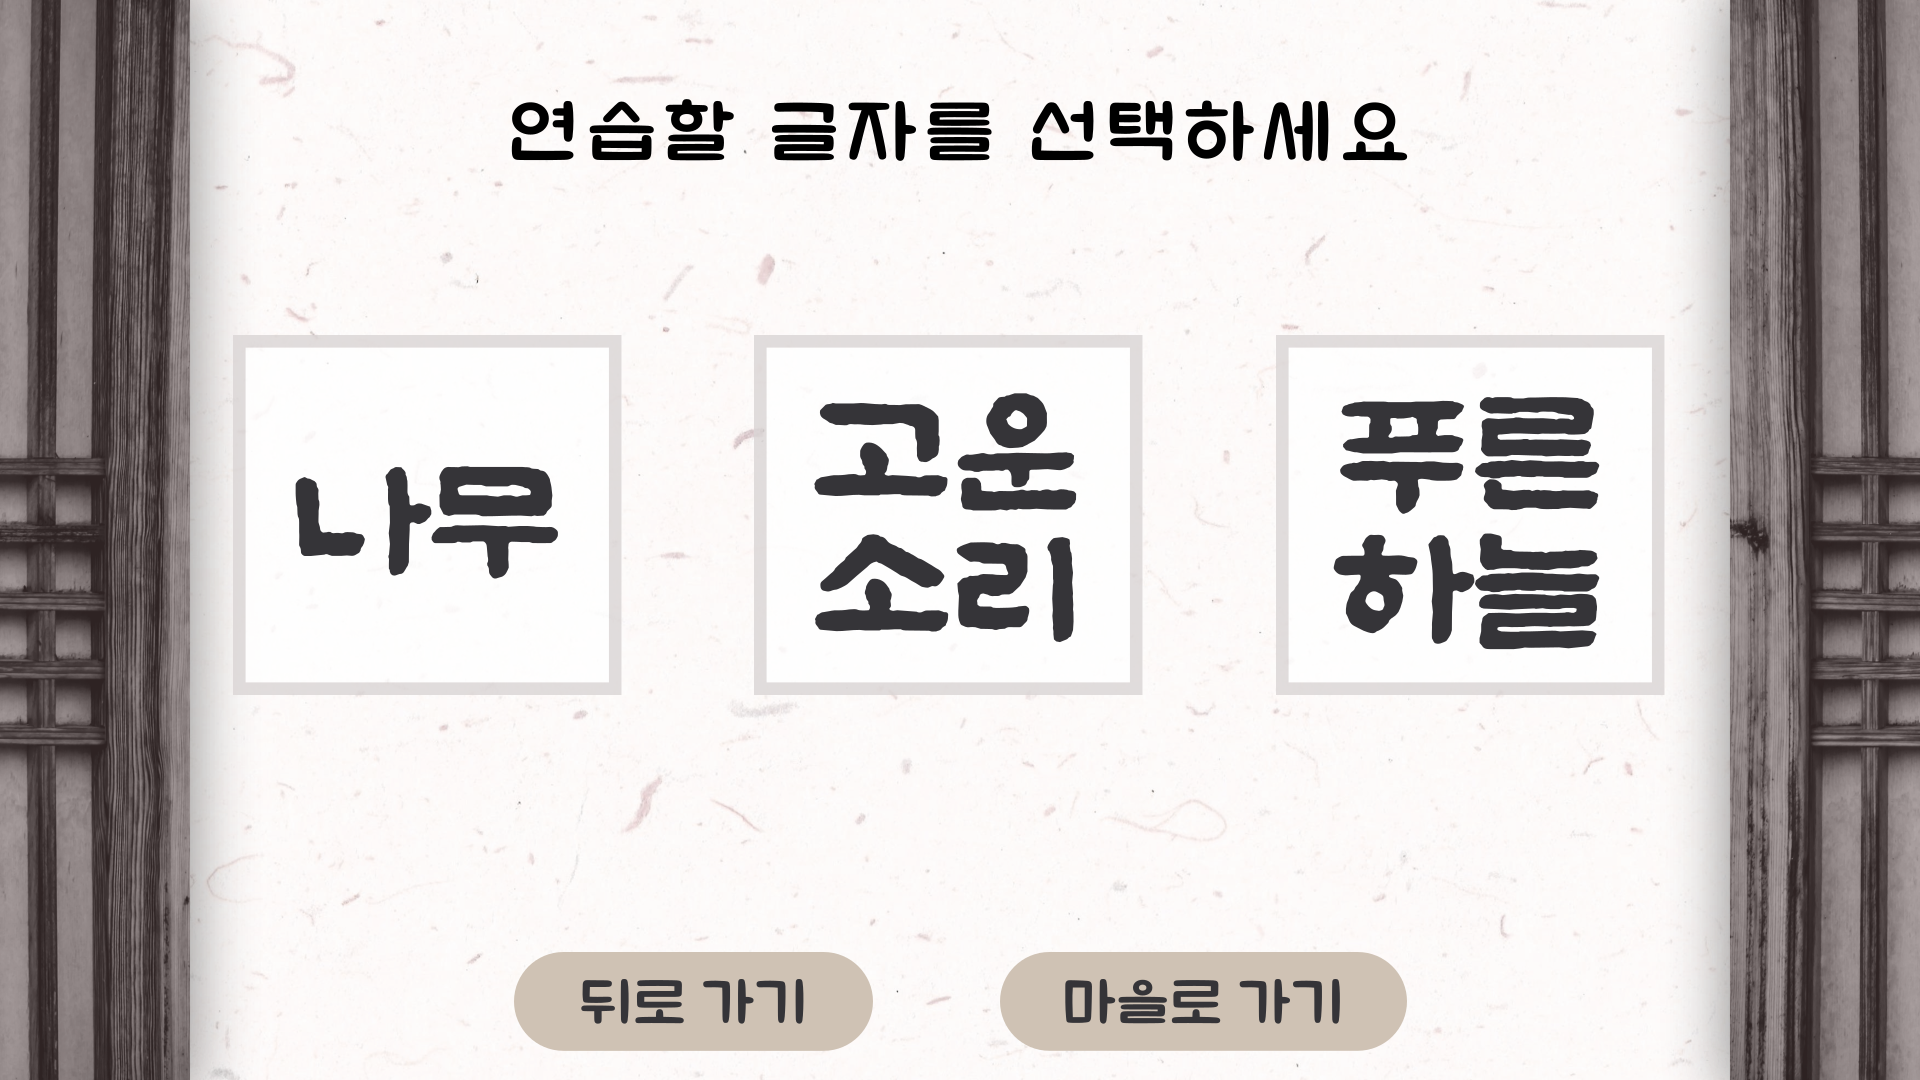 연습할 글자를 선택하세요
나무
고운
소리
푸른
하늘
뒤로 가기
마을로 가기